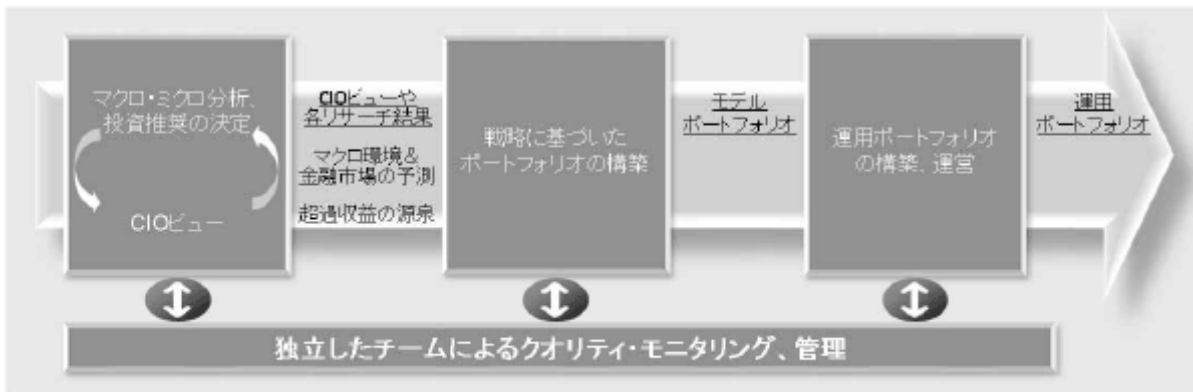 マクロ・ミクロ分析、
投資推奨の決定
CIOビュー
CIOビューや
各リサーチ結果
マクロ環境＆
金融市場の予測
超過収益の源泉
戦略に基づいた
ポートフォリオの構築
モデル
ポートフォリオ
運用ポートフォリオ
の構築、運営
運用
ポートフォリオ
独立したチームによるクオリティ・モニタリング、管理